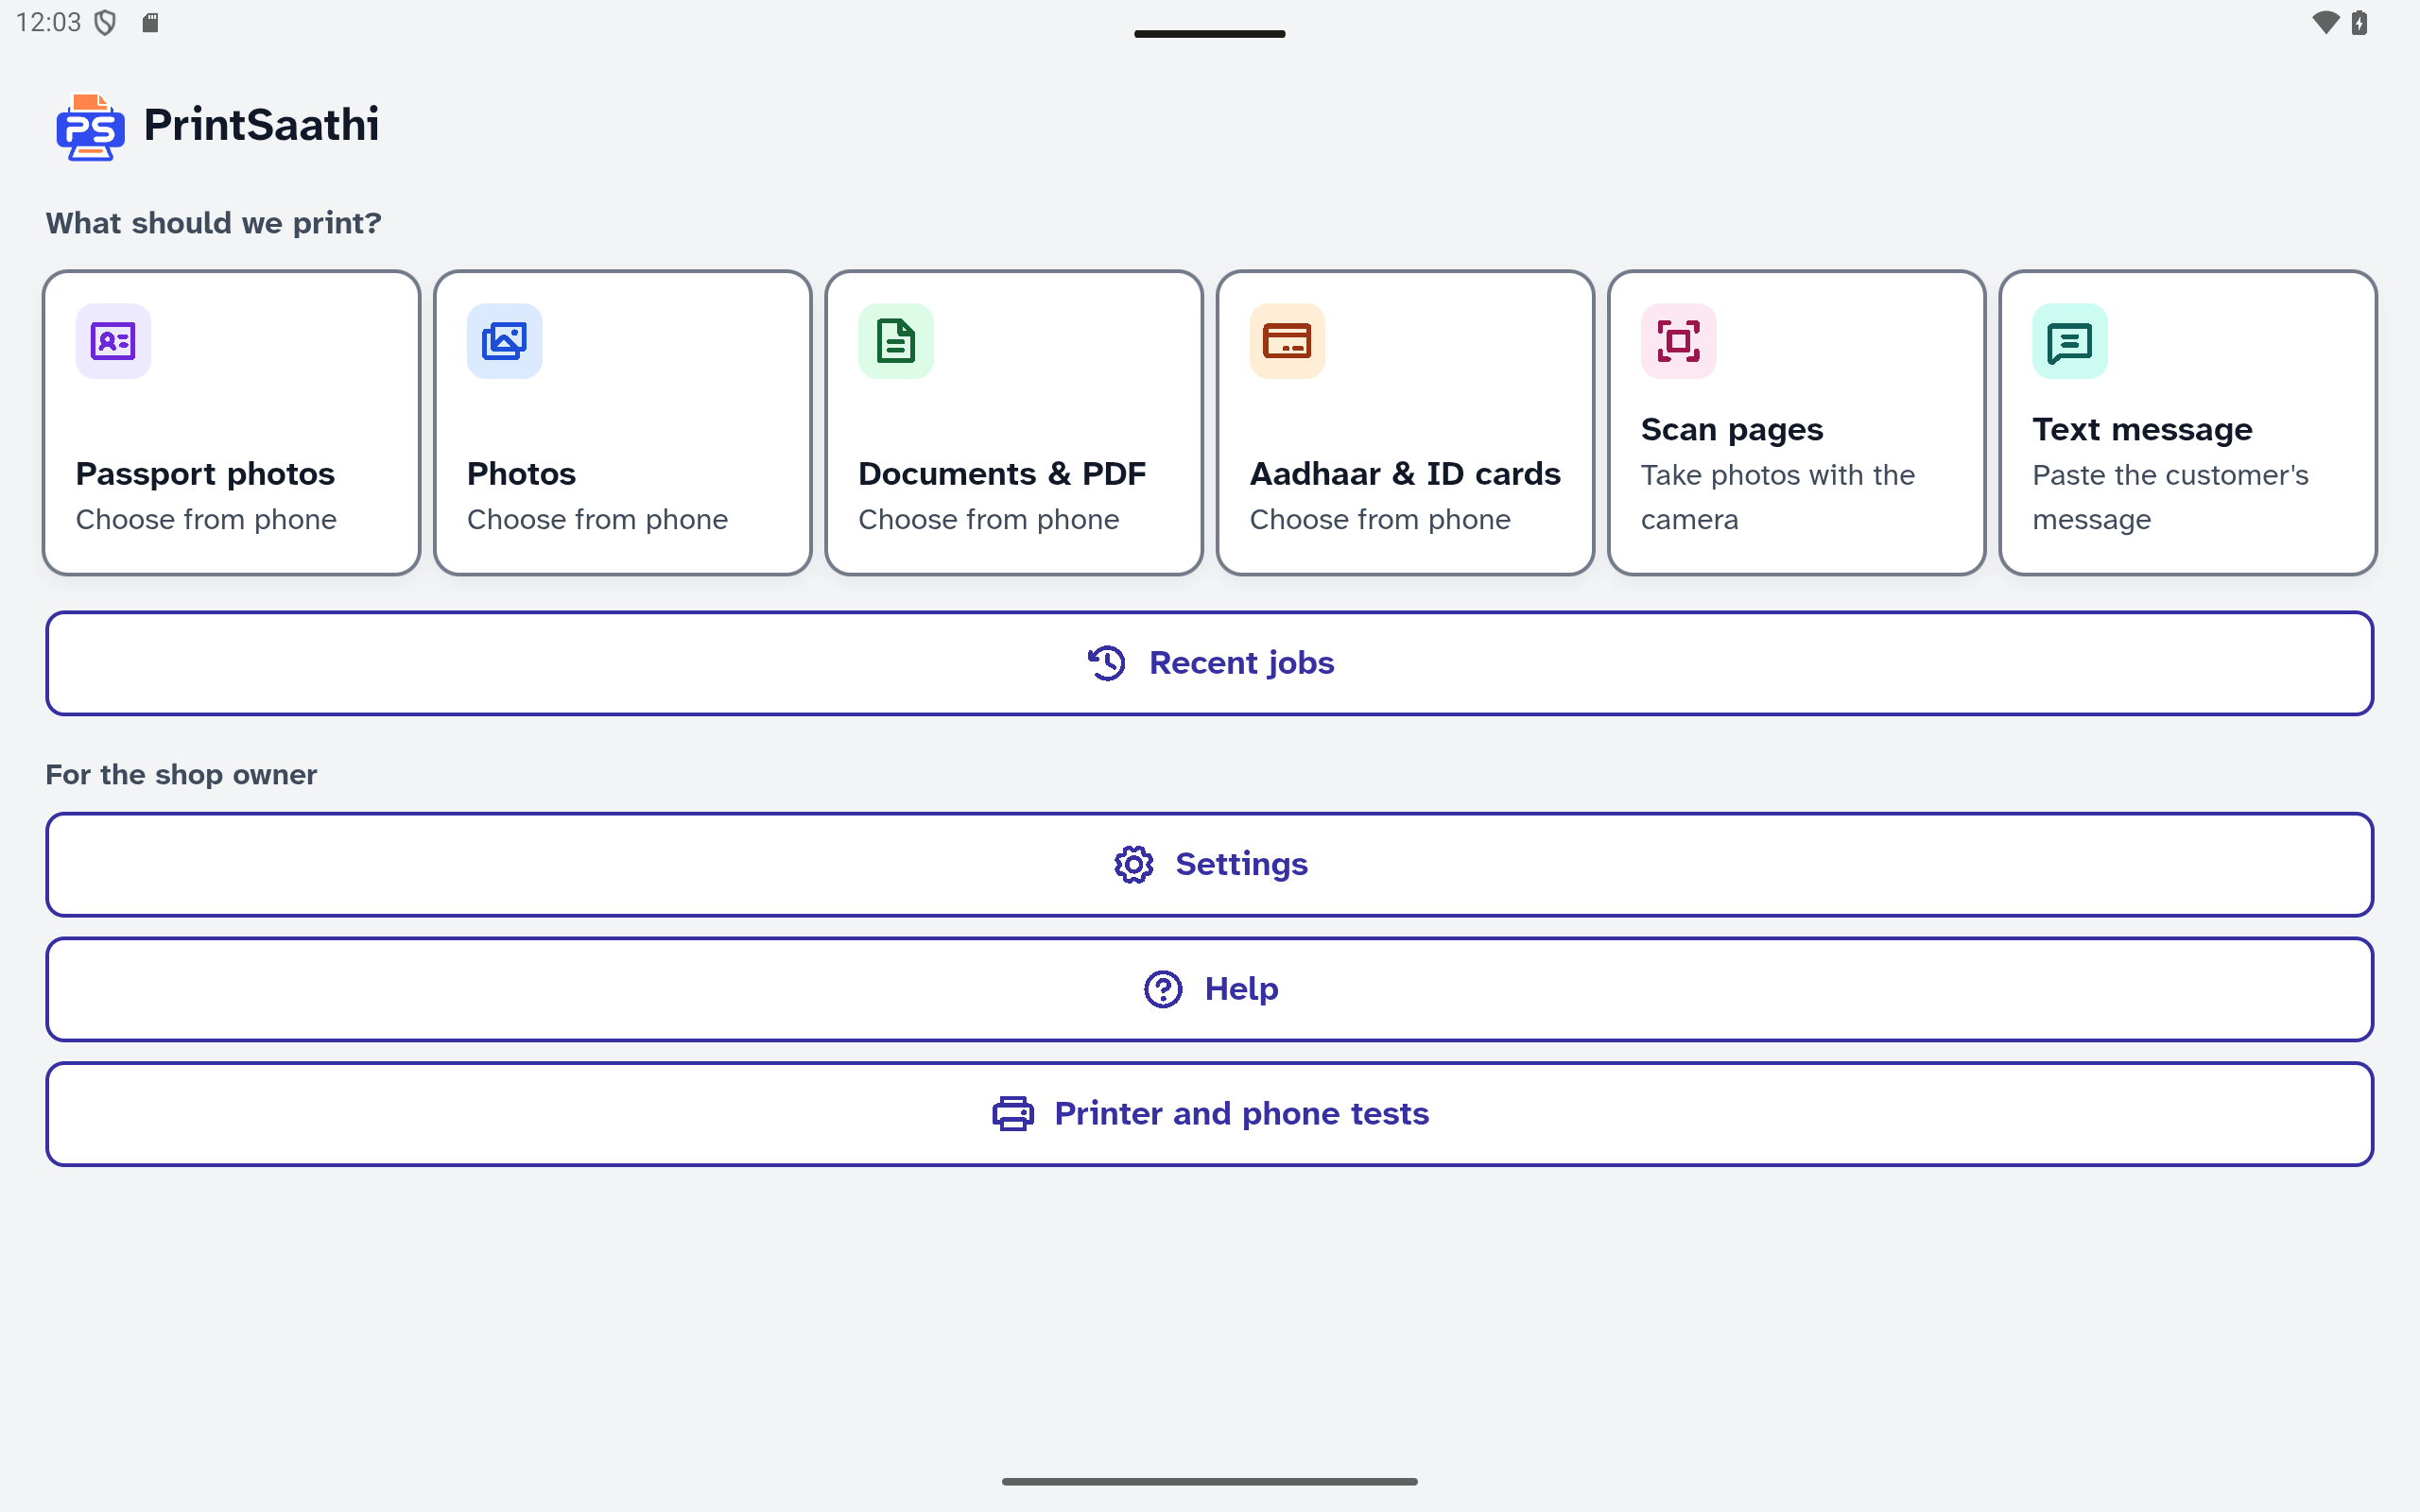 12:03
PS
PrintSaathi
What should we print?
Passport photos
Choose from phone
Photos
Choose from phone
Documents & PDF
Choose from phone
Aadhaar & ID cards
Choose from phone
Scan pages
Take photos with the
camera
Text message
Paste the customer's
message
Recent jobs
For the shop owner
Settings
Help
Printer and phone tests